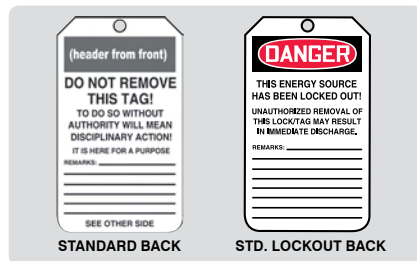 (header from front)
DO NOT REMOVE
THIS TAG!
TO DO SO WITHOUT
AUTHORITY WILL MEAN
DISCIPLINARY ACTION!
IT IS HERE FOR A PURPOSE
REMARKS:
SEE OTHER SIDE
STANDARD BACK
DANGER
THIS ENERGY SOURCE
HAS BEEN LOCKED OUT!
UNAUTHORIZED REMOVAL OF
THIS LOCK/TAG MAY RESULT
IN IMMEDIATE DISCHARGE.
REMARKS:
STD. LOCKOUT BACK